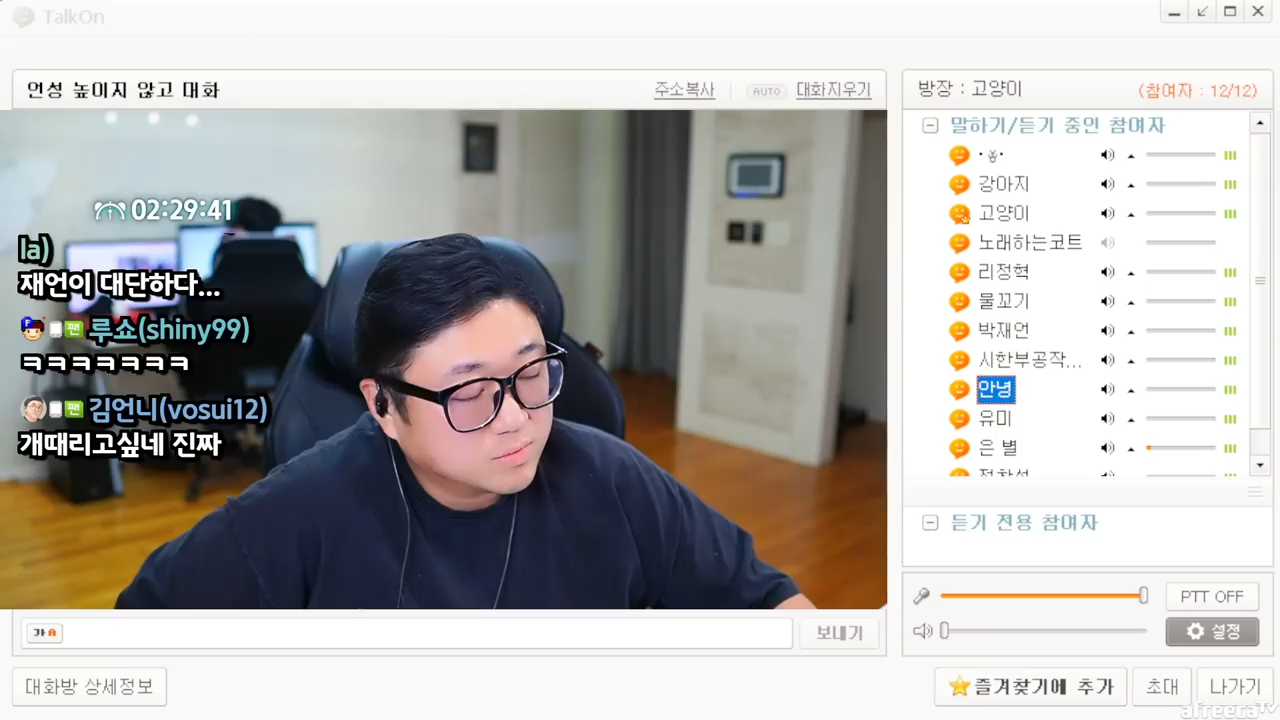 TalkOn
언성 높이지 않고 대화
주소복사
AUTO
대화지우기
02:29:41
la)
재언이 대단하다...
팬 루쇼(shiny99)
ㅋㅋㅋㅋㅋㅋㅋ
팬 김언니(vosui12)
개때리고싶네 진짜
가A
보내기
대화방 상세정보
방장 : 고양이
(참여자 : 12/12)
말하기/듣기 중인 참여자
강아지
고양이
노래하는코트
리정혁
물꼬기
박재언
시한부공작...
안녕
유미
은 별
듣기 전용 참여자
PTT OFF
설정
즐겨찾기에 추가
초대
나가기
afreecaTV